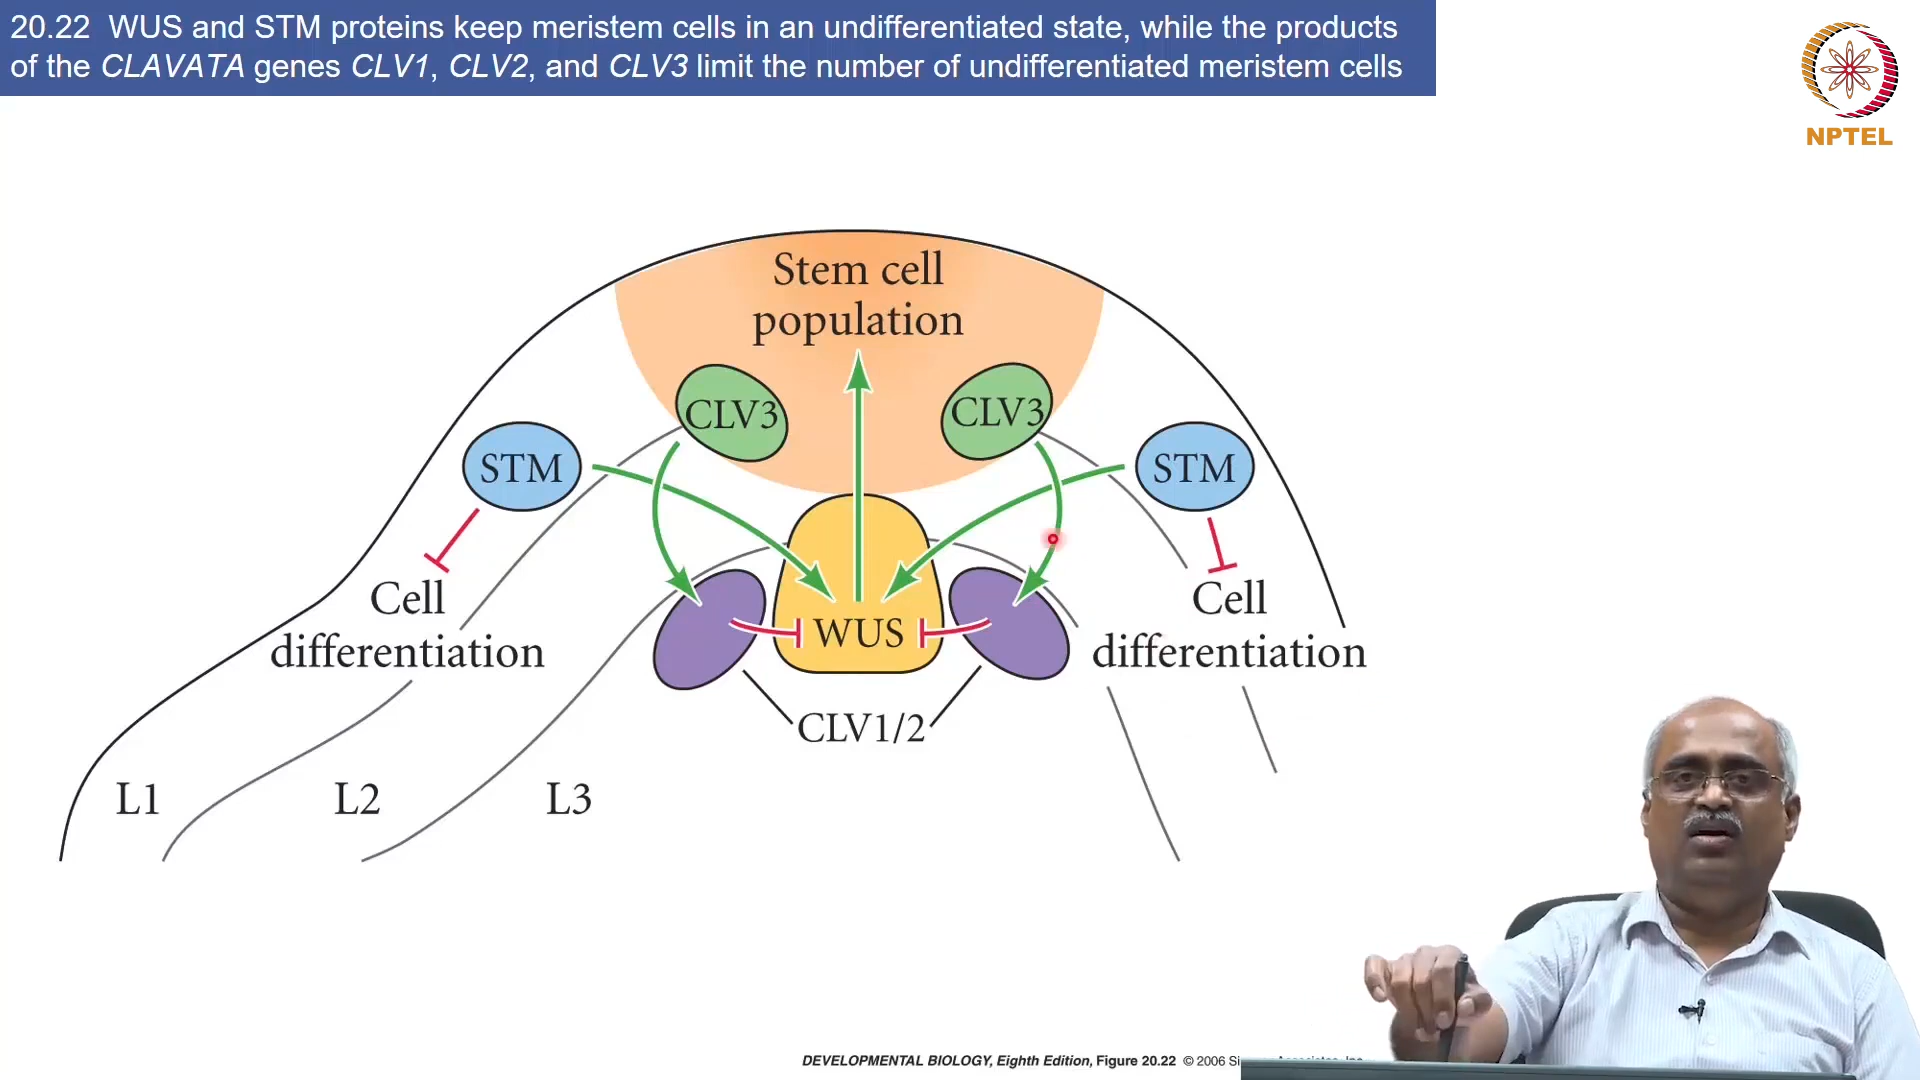 20.22 WUS and STM proteins keep meristem cells in an undifferentiated state, while the products
of the CLAVATA genes CLV1, CLV2, and CLV3 limit the number of undifferentiated meristem cells
NPTEL
Stem cell
population
CLV3
CLV3
STM
STM
Cell
differentiation
WUS
Cell
differentiation
CLV1/2
L1
L2
L3
DEVELOPMENTAL BIOLOGY, Eighth Edition, Figure 20.22 © 2006